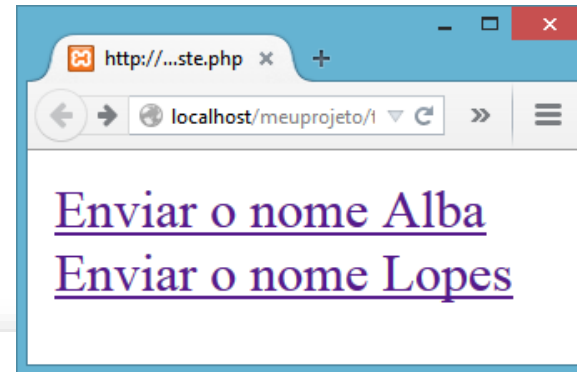 http://...ste.php
localhost/meuprojeto/t
Enviar o nome Alba
Enviar o nome Lopes